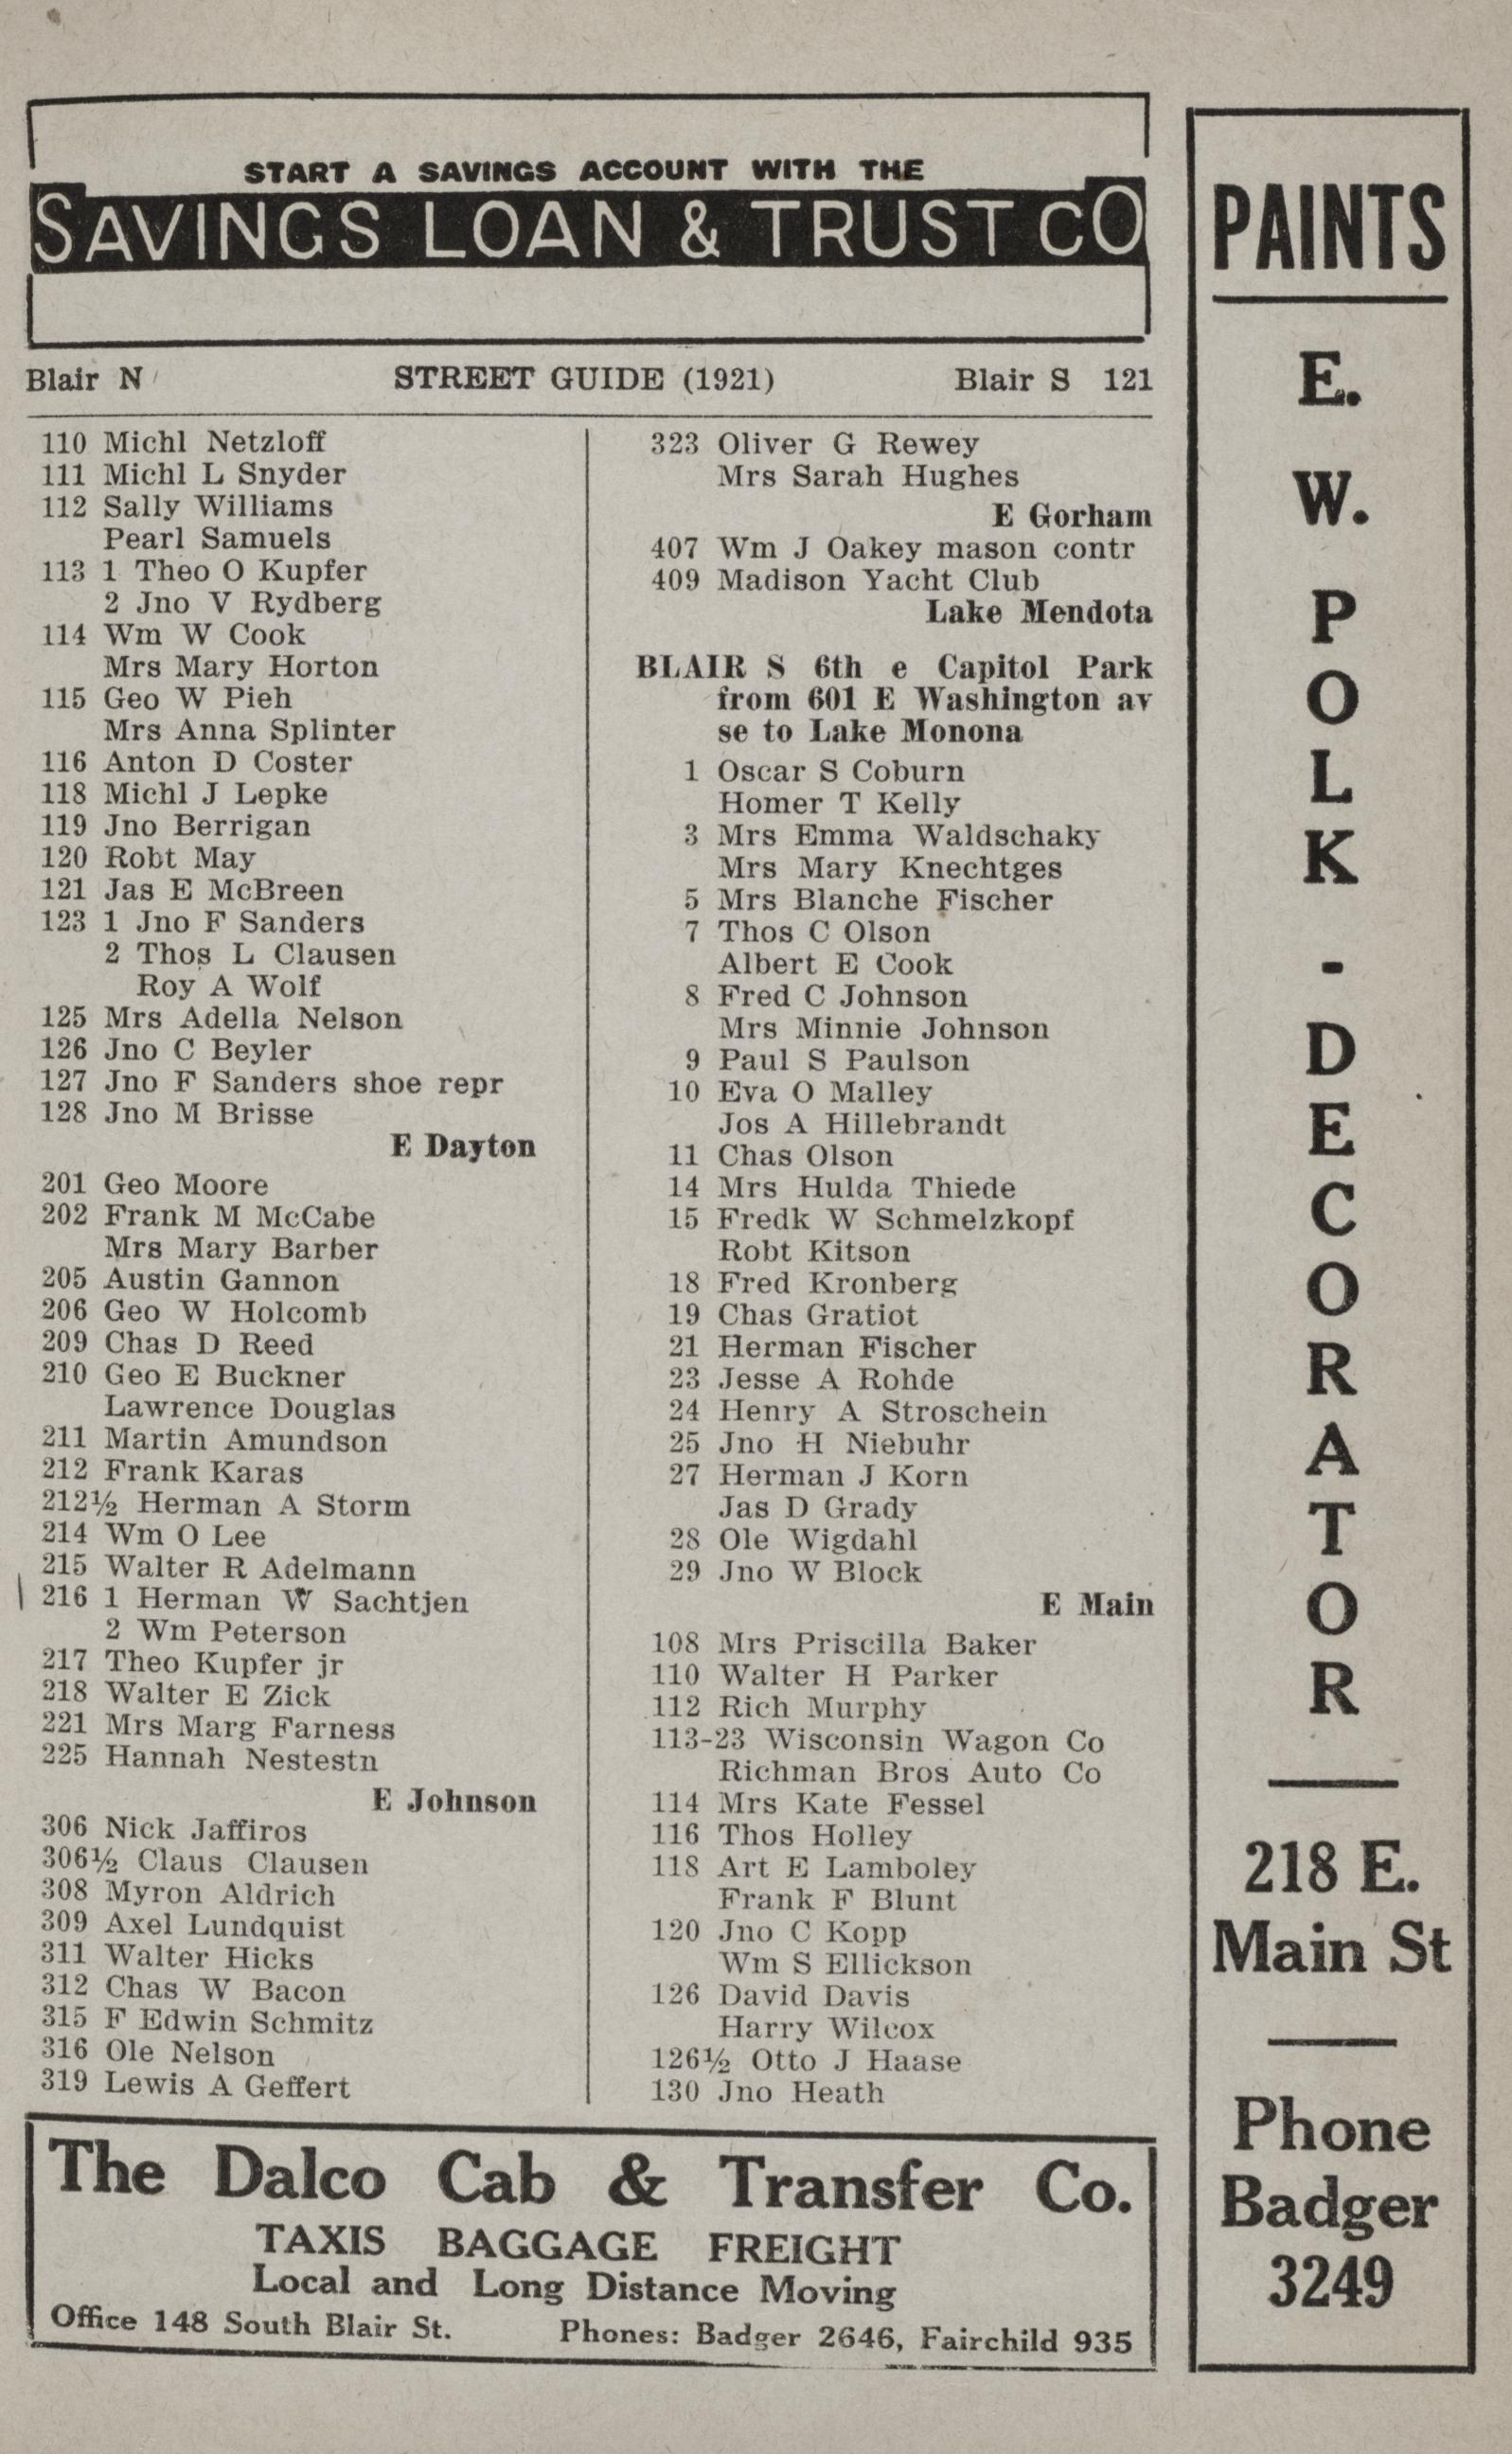 START A SAVINGS ACCOUNT WITH THE
SAVINGS LOAN & TRUST CO
Blair N STREET GUIDE (1921) Blair S 121
110 Michl Netzloff
111 Michl L Snyder
112 Sally Williams
Pearl Samuels
113 1 Theo O Kupfer
2 Jno V Rydberg
114 Wm W Cook
Mrs Mary Horton
115 Geo W Pieh
Mrs Anna Splinter
116 Anton D Coster
118 Michl J Lepke
119 Jno Berrigan
120 Robt May
121 Jas E McBreen
123 1 Jno F Sanders
2 Thos L Clausen
Roy A Wolf
125 Mrs Adella Nelson
126 Jno C Beyler
127 Jno F Sanders shoe repr
128 Jno M Brisse
E Dayton
201 Geo Moore
202 Frank M McCabe
Mrs Mary Barber
205 Austin Gannon
206 Geo W Holcomb
209 Chas D Reed
210 Geo E Buckner
Lawrence Douglas
211 Martin Amundson
212 Frank Karas
212½ Herman A Storm
214 Wm O Lee
215 Walter R Adelmann
216 1 Herman W Sachtjen
2 Wm Peterson
217 Theo Kupfer jr
218 Walter E Zick
221 Mrs Marg Farness
225 Hannah Nestestn
E Johnson
306 Nick Jaffiros
306½ Claus Clausen
308 Myron Aldrich
309 Axel Lundquist
311 Walter Hicks
312 Chas W Bacon
315 F Edwin Schmitz
316 Ole Nelson
319 Lewis A Geffert
323 Oliver G Rewey
Mrs Sarah Hughes
E Gorham
407 Wm J Oakey mason contr
409 Madison Yacht Club
Lake Mendota
BLAIR S 6th e Capitol Park
from 601 E Washington av
se to Lake Monona
1 Oscar S Coburn
Homer T Kelly
3 Mrs Emma Waldschaky
Mrs Mary Knechtges
5 Mrs Blanche Fischer
7 Thos C Olson
Albert E Cook
8 Fred C Johnson
Mrs Minnie Johnson
9 Paul S Paulson
10 Eva O Malley
Jos A Hillebrandt
11 Chas Olson
14 Mrs Hulda Thiede
15 Fredk W Schmelzkopf
Robt Kitson
18 Fred Kronberg
19 Chas Gratiot
21 Herman Fischer
23 Jesse A Rohde
24 Henry A Stroschein
25 Jno H Niebuhr
27 Herman J Korn
Jas D Grady
28 Ole Wigdahl
29 Jno W Block
E Main
108 Mrs Priscilla Baker
110 Walter H Parker
112 Rich Murphy
113-23 Wisconsin Wagon Co
Richman Bros Auto Co
114 Mrs Kate Fessel
116 Thos Holley
118 Art E Lamboley
Frank F Blunt
120 Jno C Kopp
Wm S Ellickson
126 David Davis
Harry Wilcox
126½ Otto J Haase
130 Jno Heath
The Dalco Cab & Transfer Co.
TAXIS BAGGAGE FREIGHT
Local and Long Distance Moving
Office 148 South Blair St. Phones: Badger 2646, Fairchild 935
PAINTS
E.
W.
P
O
L
K
-
D
E
C
O
R
A
T
O
R
218 E.
Main St
Phone
Badger
3249